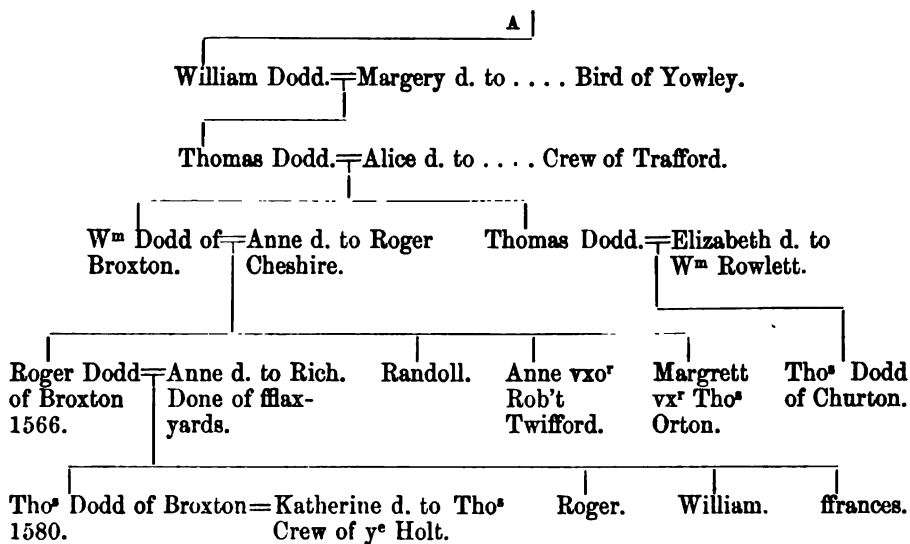 A
William Dodd.=Margery d. to .... Bird of Yowley.
Thomas Dodd.=Alice d. to .... Crew of Trafford.
Wᵐ Dodd of=Anne d. to Roger
Broxton. Cheshire.
Thomas Dodd.=Elizabeth d. to
Wᵐ Rowlett.
Roger Dodd=Anne d. to Rich.
of Broxton Done of fflax-
1566. yards.
Randoll.
Anne vxoʳ
Rob't
Twifford.
Margrett
vxʳ Thoˢ
Orton.
Thoˢ Dodd
of Churton.
Thoˢ Dodd of Broxton=Katherine d. to Thoˢ
1580. Crew of yᵉ Holt.
Roger.
William.
ffrances.